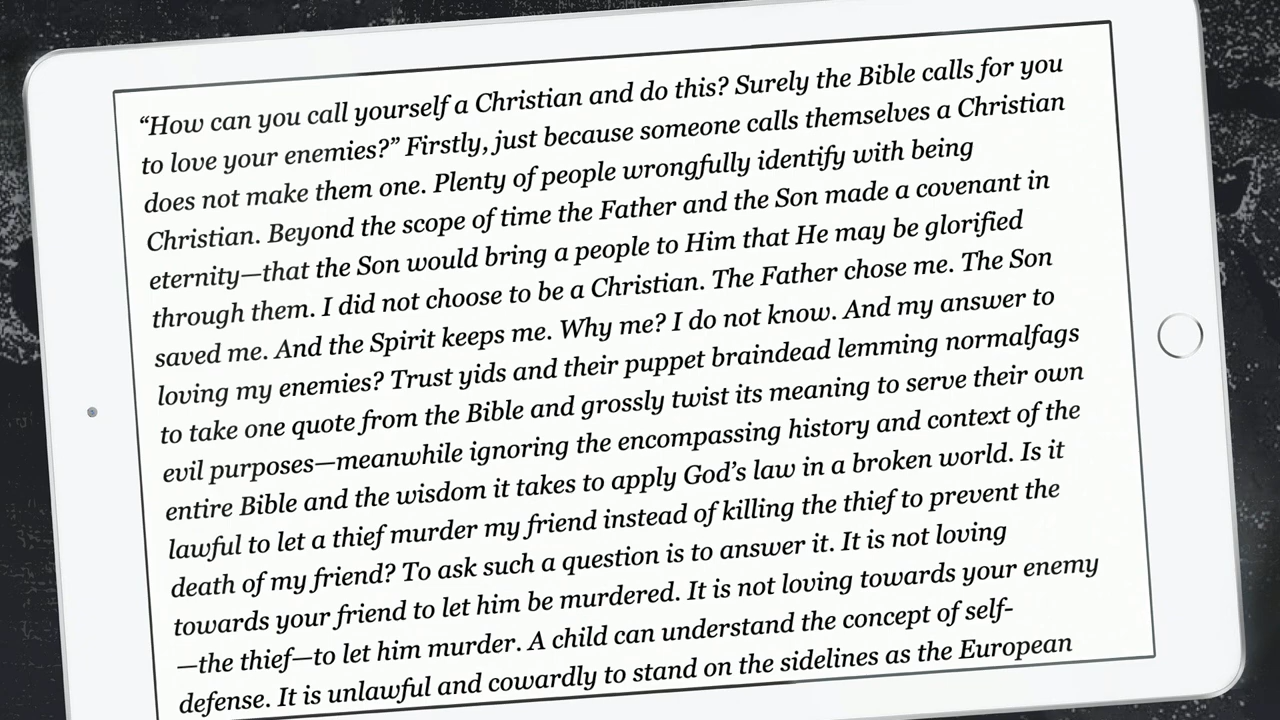 “How can you call yourself a Christian and do this? Surely the Bible calls for you
to love your enemies?” Firstly, just because someone calls themselves a Christian
does not make them one. Plenty of people wrongfully identify with being
Christian. Beyond the scope of time the Father and the Son made a covenant in
eternity—that the Son would bring a people to Him that He may be glorified
through them. I did not choose to be a Christian. The Father chose me. The Son
saved me. And the Spirit keeps me. Why me? I do not know. And my answer to
loving my enemies? Trust yids and their puppet braindead lemming normalfags
to take one quote from the Bible and grossly twist its meaning to serve their own
evil purposes—meanwhile ignoring the encompassing history and context of the
entire Bible and the wisdom it takes to apply God’s law in a broken world. Is it
lawful to let a thief murder my friend instead of killing the thief to prevent the
death of my friend? To ask such a question is to answer it. It is not loving
towards your friend to let him be murdered. It is not loving towards your enemy
—the thief—to let him murder. A child can understand the concept of self-
defense. It is unlawful and cowardly to stand on the sidelines as the European